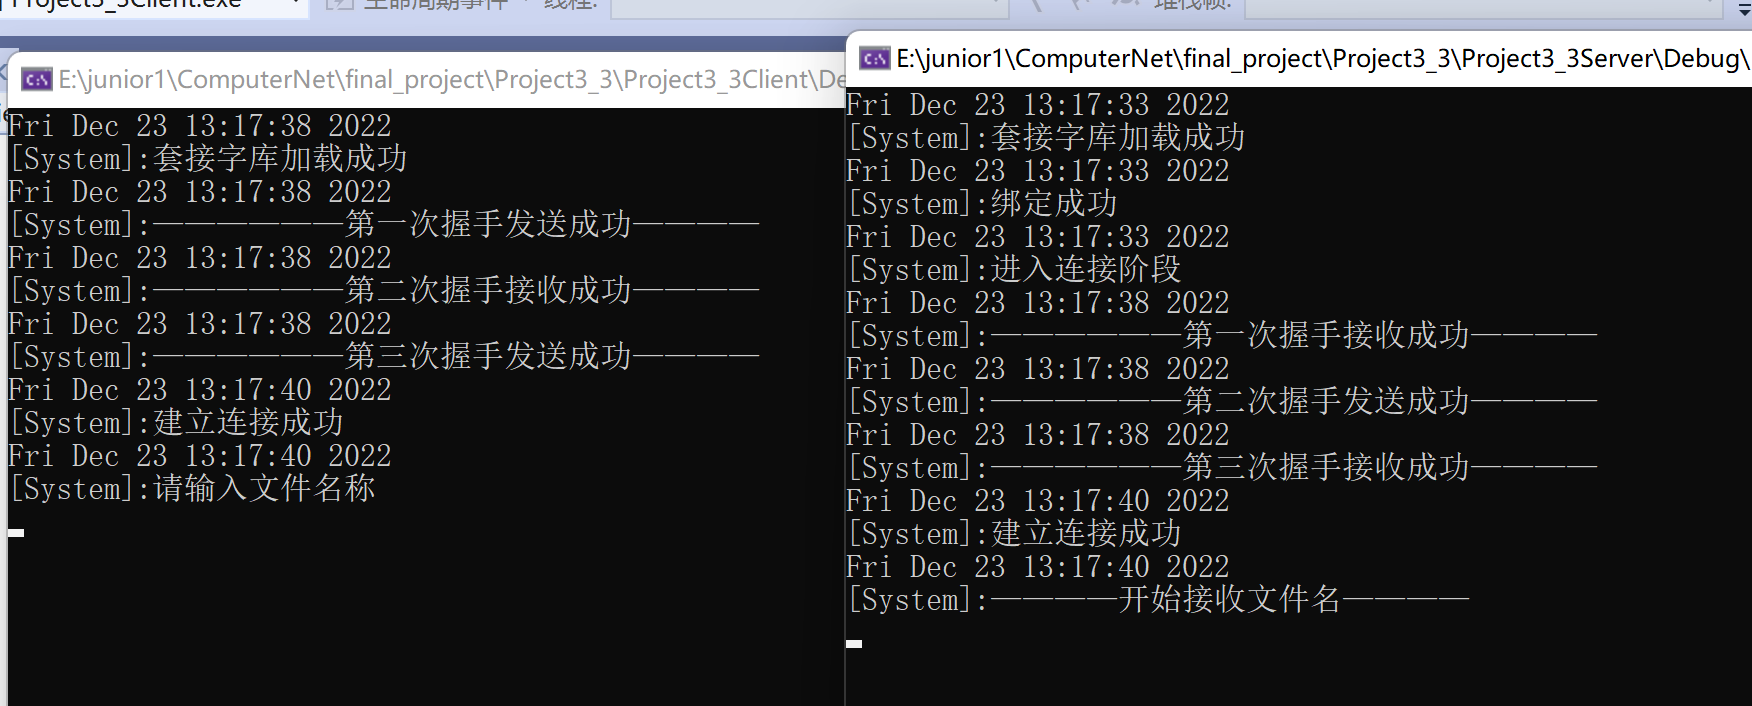 Project3_3Client.exe
生命周期事件
线程:
堆栈帧:
E:\junior1\ComputerNet\final_project\Project3_3\Project3_3Client\De
Fri Dec 23 13:17:38 2022
[System]:套接字库加载成功
Fri Dec 23 13:17:38 2022
[System]:——————第一次握手发送成功————
Fri Dec 23 13:17:38 2022
[System]:——————第二次握手接收成功————
Fri Dec 23 13:17:38 2022
[System]:——————第三次握手发送成功————
Fri Dec 23 13:17:40 2022
[System]:建立连接成功
Fri Dec 23 13:17:40 2022
[System]:请输入文件名称
E:\junior1\ComputerNet\final_project\Project3_3\Project3_3Server\Debug\
Fri Dec 23 13:17:33 2022
[System]:套接字库加载成功
Fri Dec 23 13:17:33 2022
[System]:绑定成功
Fri Dec 23 13:17:33 2022
[System]:进入连接阶段
Fri Dec 23 13:17:38 2022
[System]:——————第一次握手接收成功————
Fri Dec 23 13:17:38 2022
[System]:——————第二次握手发送成功————
Fri Dec 23 13:17:38 2022
[System]:——————第三次握手接收成功————
Fri Dec 23 13:17:40 2022
[System]:建立连接成功
Fri Dec 23 13:17:40 2022
[System]:————开始接收文件名————